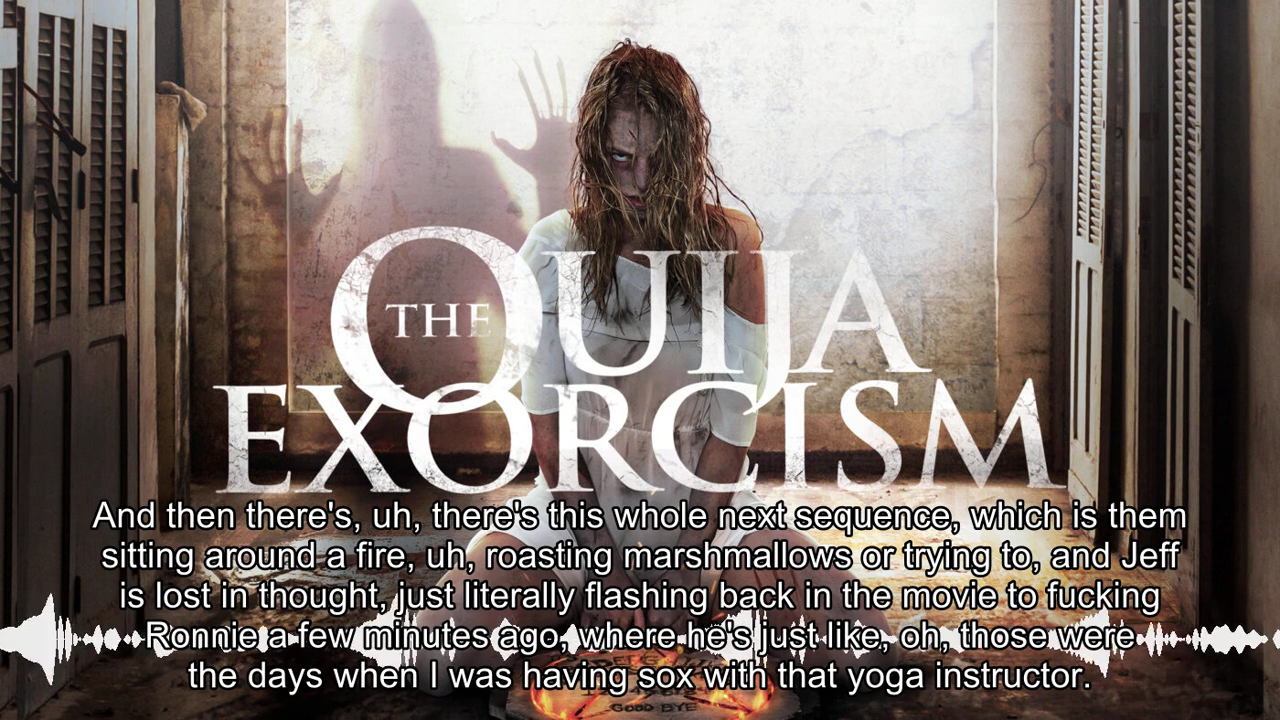 THE OUIJA
EXORCISM
And then there's, uh, there's this whole next sequence, which is them
sitting around a fire, uh, roasting marshmallows or trying to, and Jeff
is lost in thought, just literally flashing back in the movie to fucking
Ronnie a few minutes ago, where he's just like, oh, those were
the days when I was having sox with that yoga instructor.
GOOD BYE